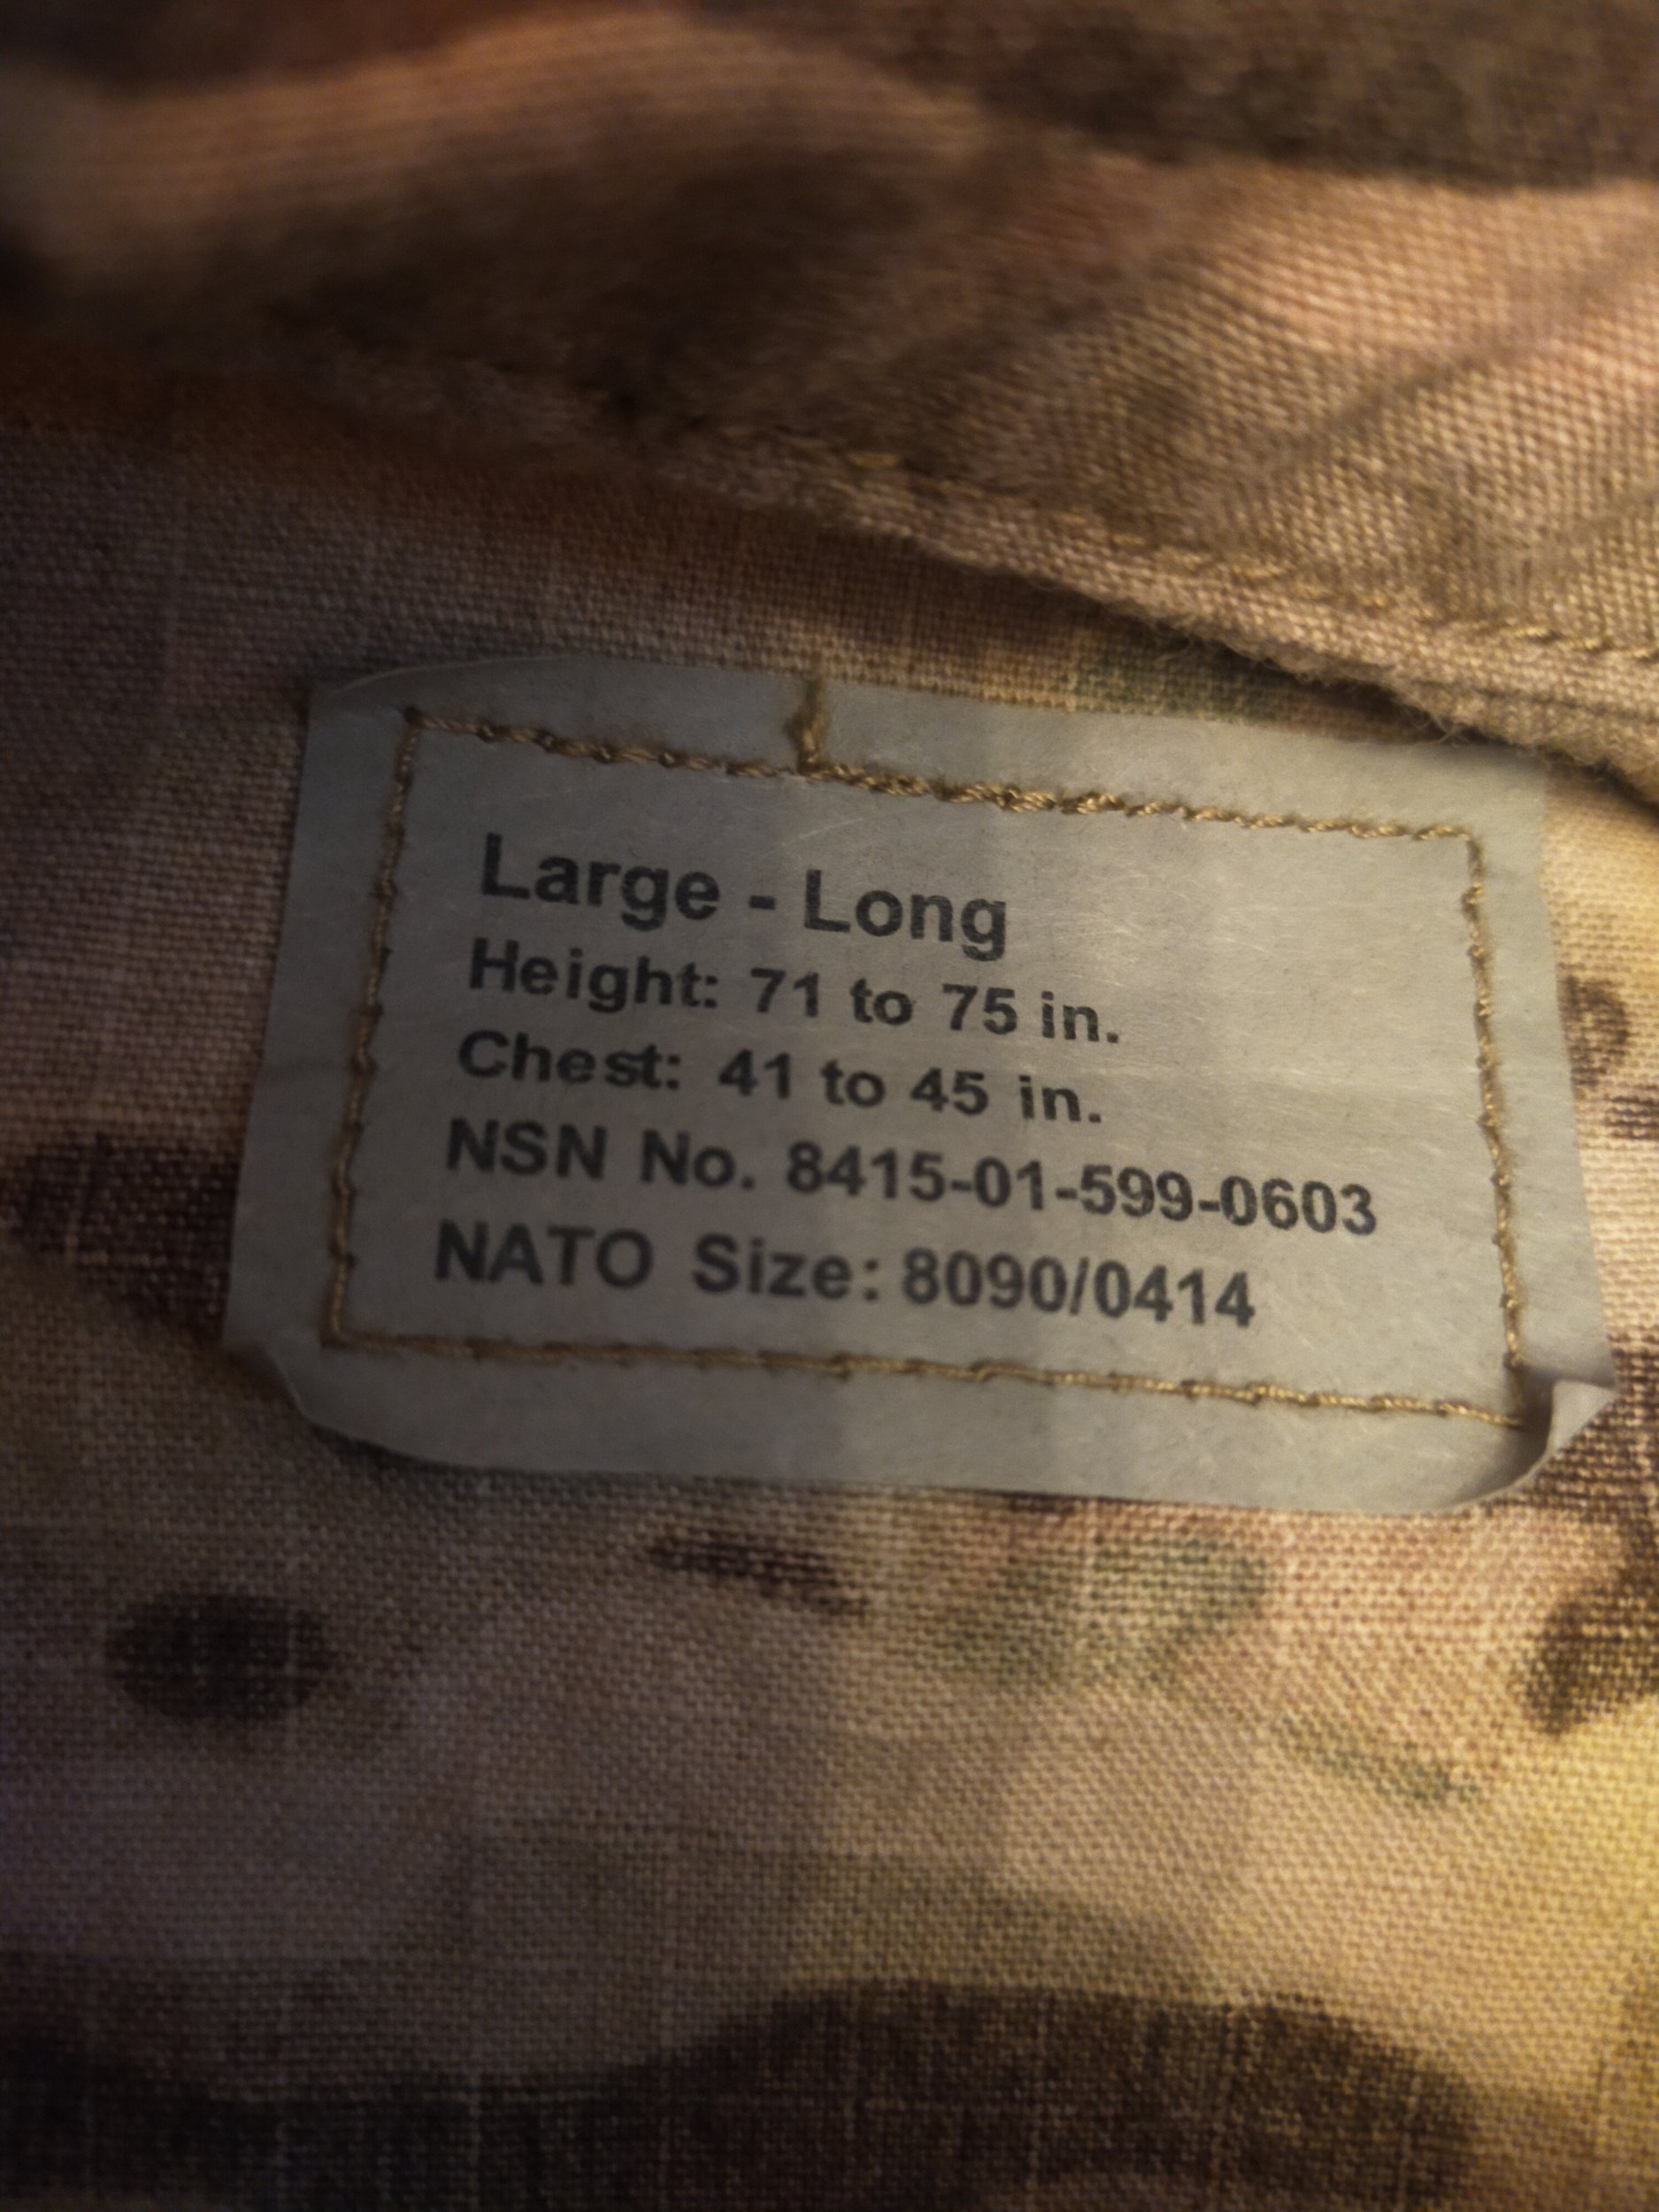 Large - Long
Height: 71 to 75 in.
Chest: 41 to 45 in.
NSN No. 8415-01-599-0603
NATO Size: 8090/0414